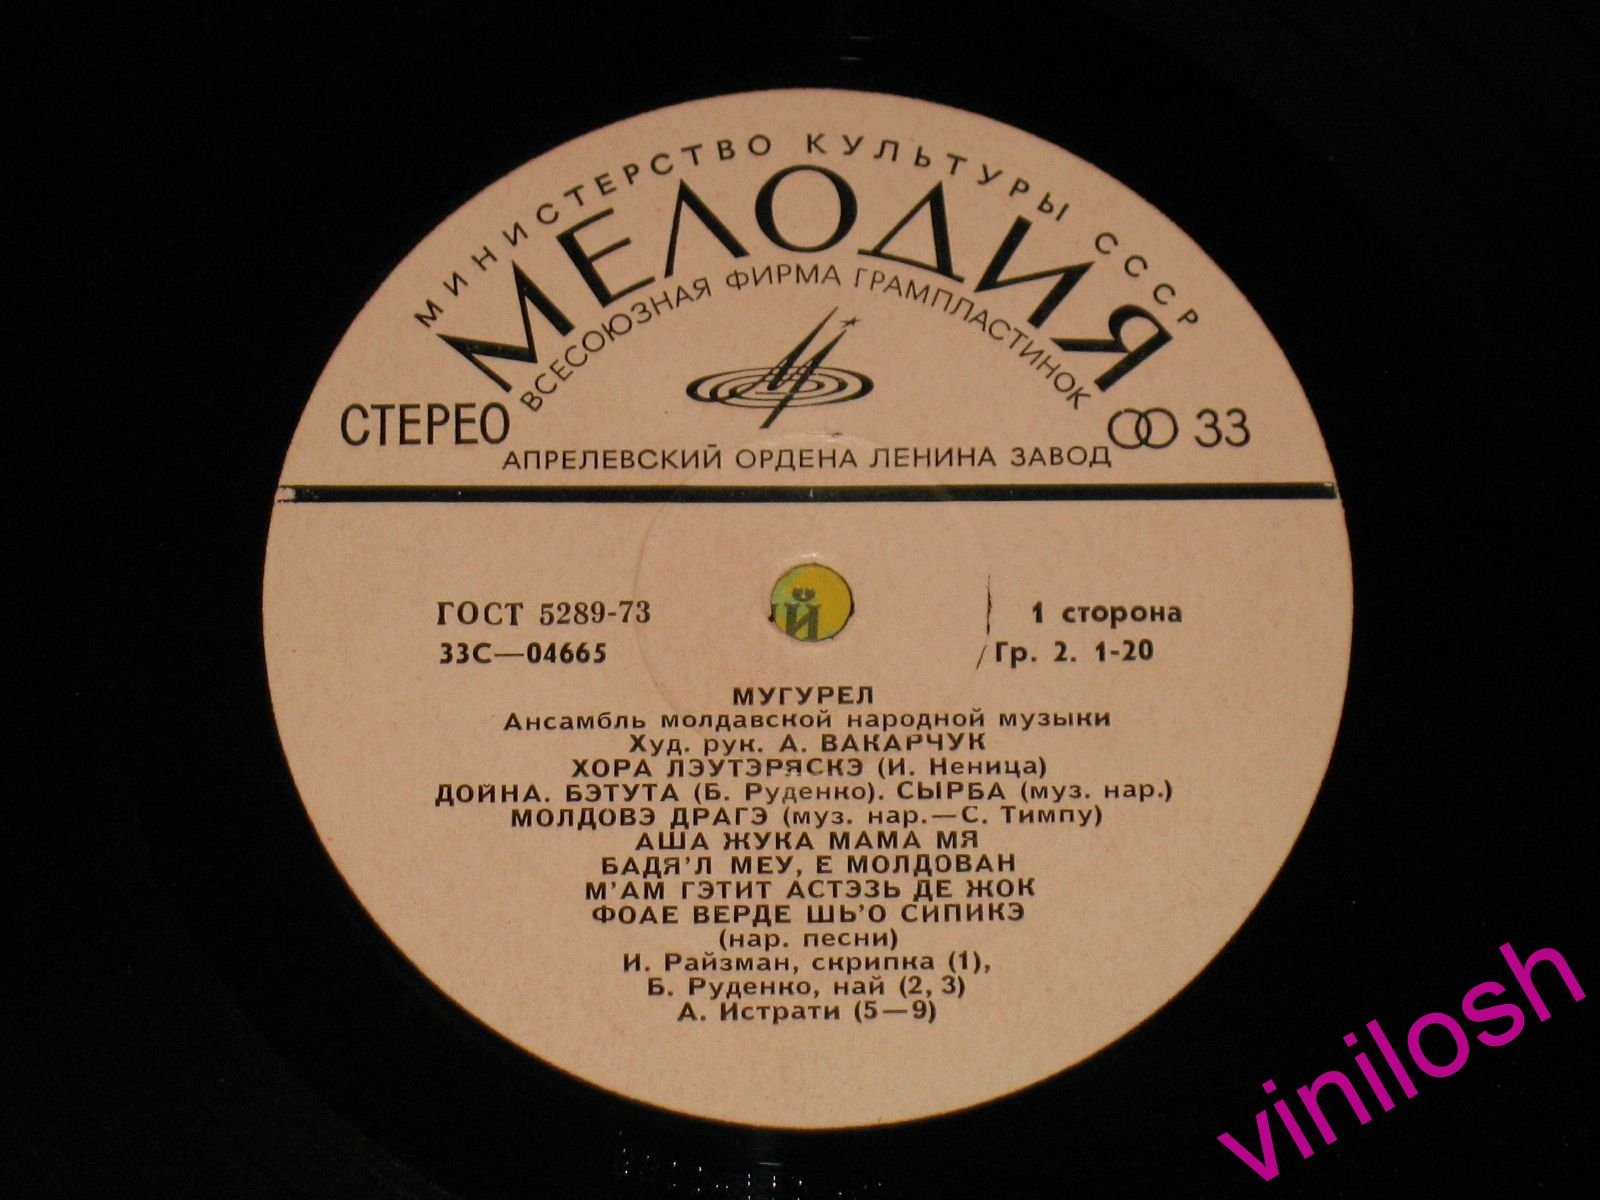 МИНИСТЕРСТВО КУЛЬТУРЫ СССР
МЕЛОДИЯ
ВСЕСОЮЗНАЯ ФИРМА ГРАМПЛАСТИНОК
СТЕРЕО
33
АПРЕЛЕВСКИЙ ОРДЕНА ЛЕНИНА ЗАВОД
ГОСТ 5289-73
1 сторона
33С—04665
Гр. 2. 1-20
ий
МУГУРЕЛ
Ансамбль молдавской народной музыки
Худ. рук. А. ВАКАРЧУК
ХОРА ЛЭУТЭРЯСКЭ (И. Неница)
ДОЙНА. БЭТУТА (Б. Руденко). СЫРБА (муз. нар.)
МОЛДОВЭ ДРАГЭ (муз. нар.—С. Тимпу)
АША ЖУКА МАМА МЯ
БАДЯ'Л МЕУ, Е МОЛДОВАН
М'АМ ГЭТИТ АСТЭЗЬ ДЕ ЖОК
ФОАЕ ВЕРДЕ ШЬ'О СИПИКЭ
(нар. песни)
И. Райзман, скрипка (1),
Б. Руденко, най (2, 3)
А. Истрати (5—9)
vinilosh